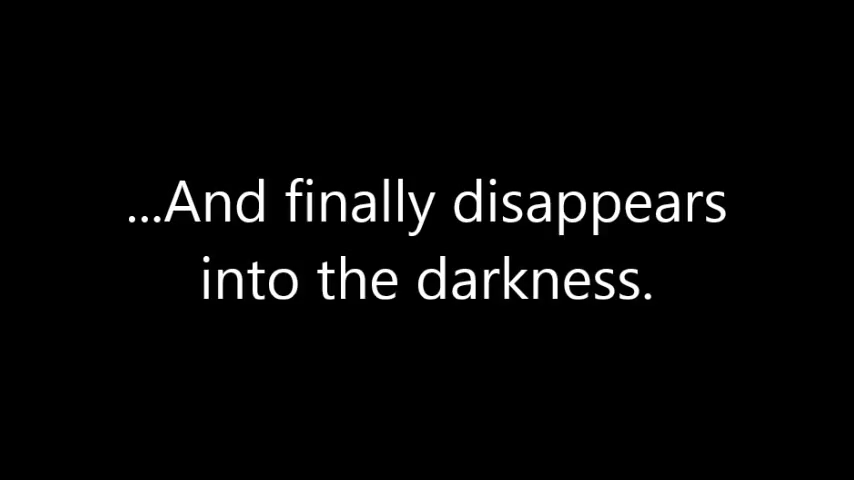 ...And finally disappears
into the darkness.